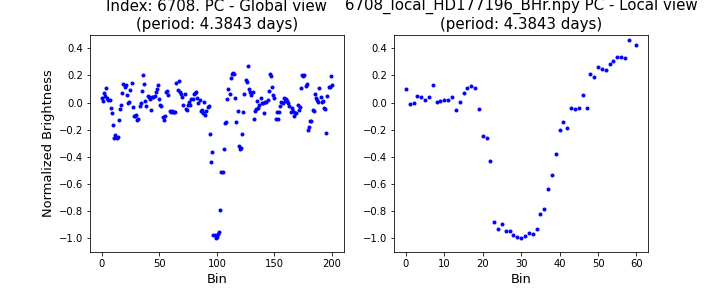 Index: 6708. PC - Global view
(period: 4.3843 days)
6708_local_HD177196_BHr.npy PC - Local view
(period: 4.3843 days)
Normalized Brightness
0.4
0.2
0.0
−0.2
−0.4
−0.6
−0.8
−1.0
0 50 100 150 200
Bin
0.4
0.2
0.0
−0.2
−0.4
−0.6
−0.8
−1.0
0 10 20 30 40 50 60
Bin